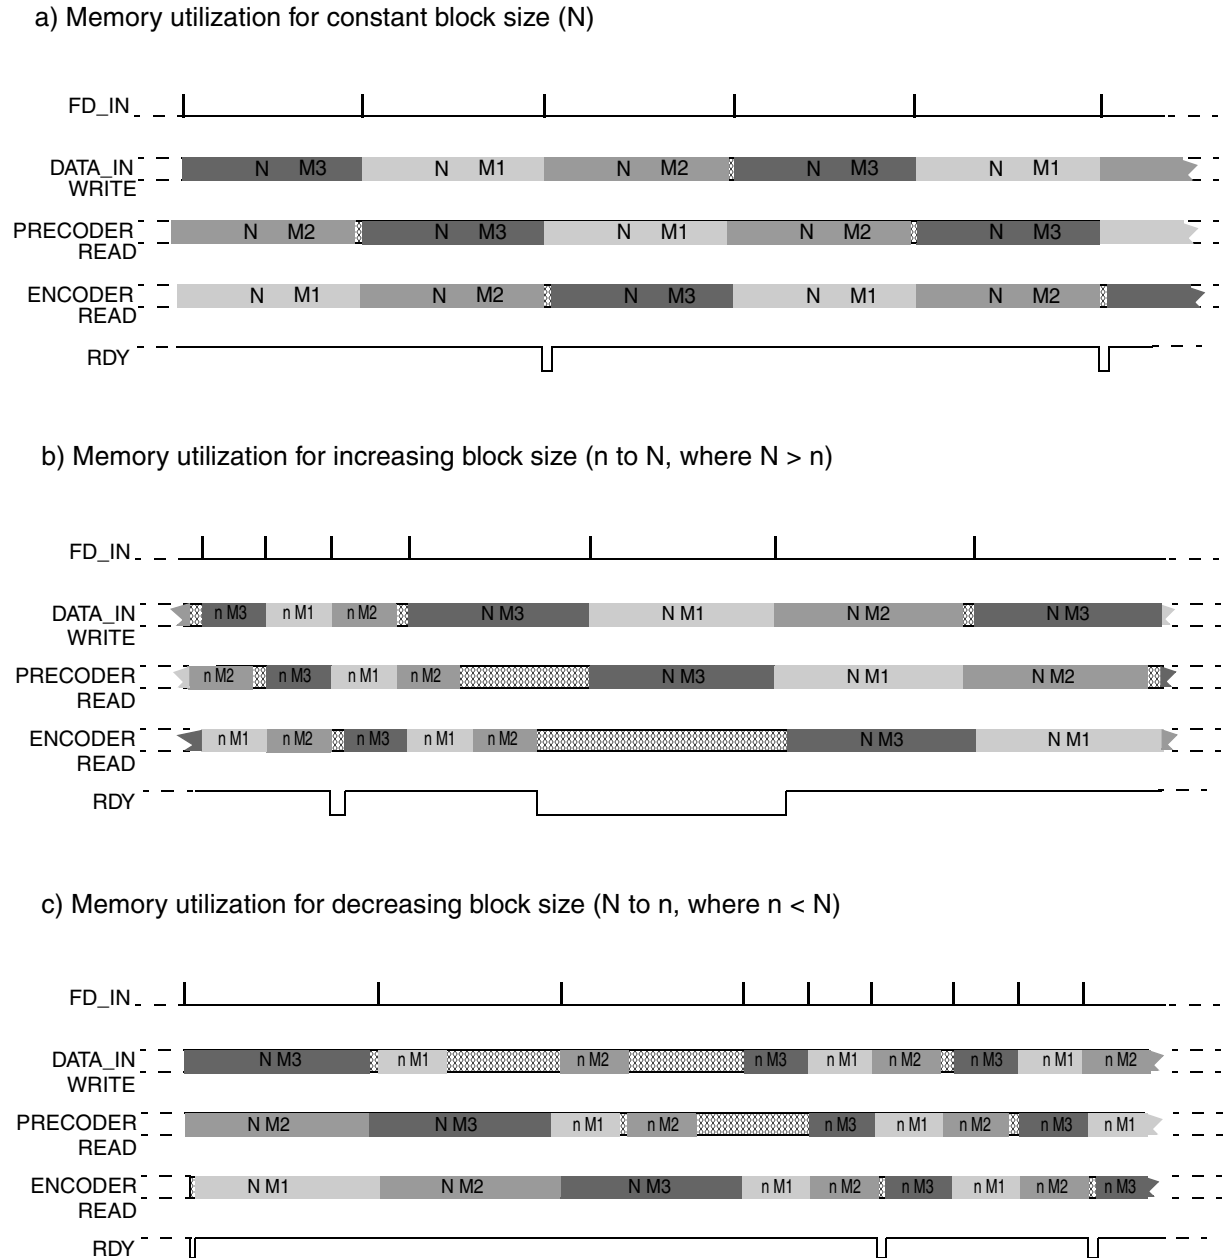 a) Memory utilization for constant block size (N)
FD_IN
DATA_IN WRITE N M3 N M1 N M2 N M3 N M1
PRECODER READ N M2 N M3 N M1 N M2 N M3
ENCODER READ N M1 N M2 N M3 N M1 N M2
RDY
b) Memory utilization for increasing block size (n to N, where N > n)
FD_IN
DATA_IN WRITE n M3 n M1 n M2 N M3 N M1 N M2 N M3
PRECODER READ n M2 n M3 n M1 n M2 N M3 N M1 N M2
ENCODER READ n M1 n M2 n M3 n M1 n M2 N M3 N M1
RDY
c) Memory utilization for decreasing block size (N to n, where n < N)
FD_IN
DATA_IN WRITE N M3 n M1 n M2 n M3 n M1 n M2 n M3 n M1 n M2
PRECODER READ N M2 N M3 n M1 n M2 n M3 n M1 n M2 n M3 n M1
ENCODER READ N M1 N M2 N M3 n M1 n M2 n M3 n M1 n M2 n M3
RDY